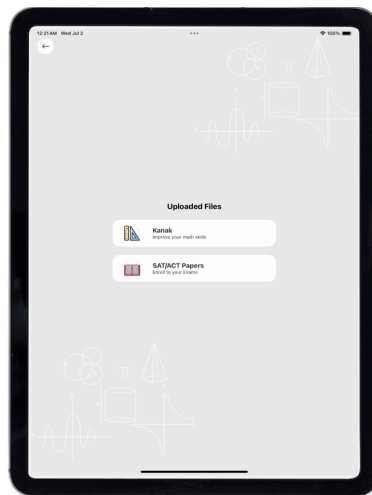 12:21 AM Wed Jul 2
100%
Uploaded Files
Kanak
Improve your math skills
SAT/ACT Papers
Enroll to your Exams